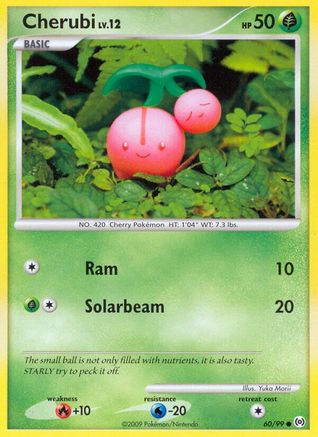 Cherubi LV.12
HP 50
BASIC
NO. 420 Cherry Pokémon HT: 1'04" WT: 7.3 lbs.
Ram 10
Solarbeam 20
Illus. Yuka Morii
The small ball is not only filled with nutrients, it is also tasty.
STARLY try to peck it off.
weakness resistance retreat cost
+10 -20
60/99
©2009 Pokémon/Nintendo